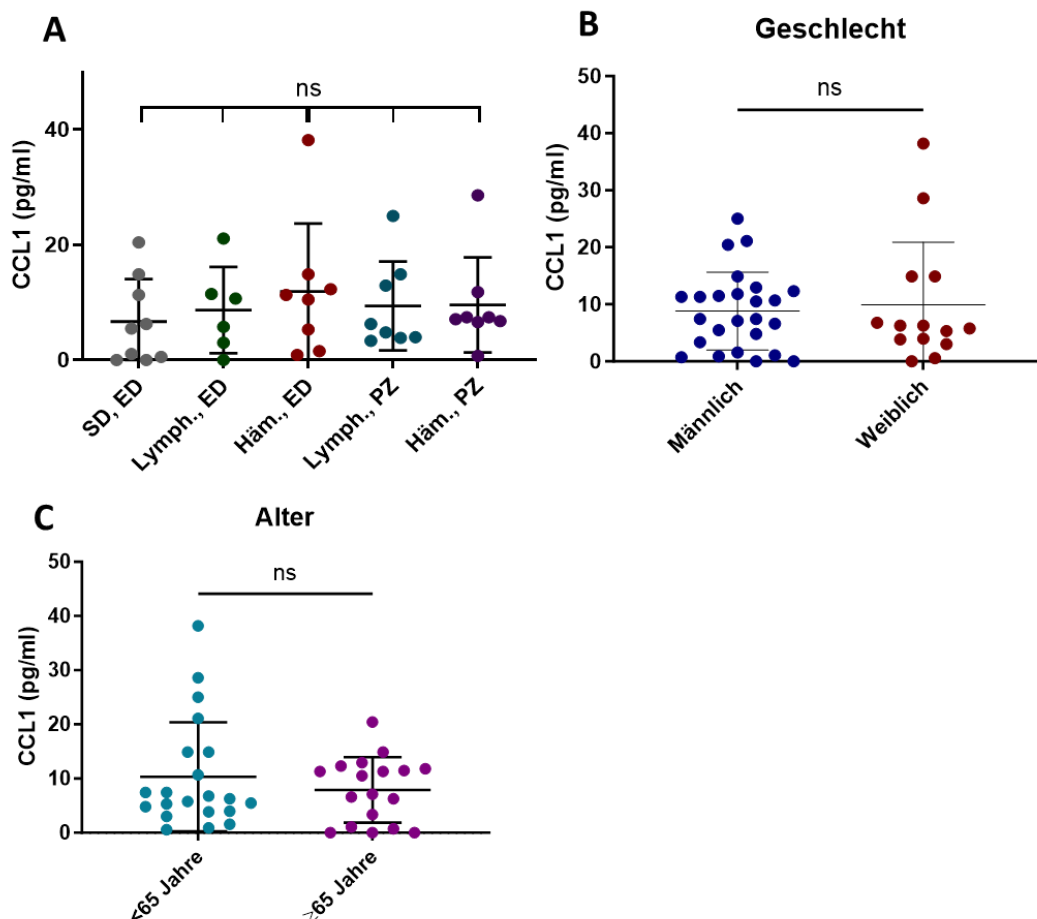 A
ns
CCL1 (pg/ml)
40
20
0
SD, ED
Lymph., ED
Häm., ED
Lymph., PZ
Häm., PZ
B
Geschlecht
ns
CCL1 (pg/ml)
50
40
30
20
10
0
Männlich
Weiblich
C
Alter
ns
CCL1 (pg/ml)
50
40
30
20
10
0
<65 Jahre
≥65 Jahre